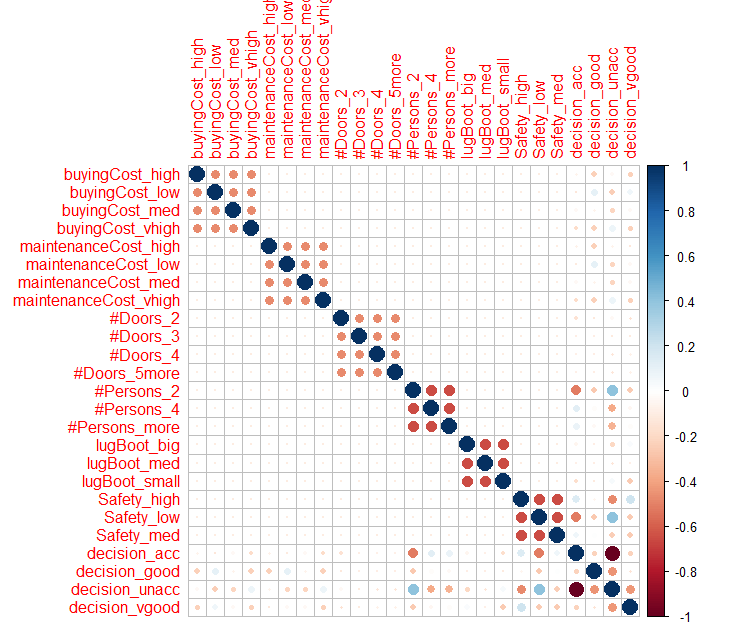 buyingCost_high
buyingCost_low
buyingCost_med
buyingCost_vhigh
maintenanceCost_high
maintenanceCost_low
maintenanceCost_med
maintenanceCost_vhigh
#Doors_2
#Doors_3
#Doors_4
#Doors_5more
#Persons_2
#Persons_4
#Persons_more
lugBoot_big
lugBoot_med
lugBoot_small
Safety_high
Safety_low
Safety_med
decision_acc
decision_good
decision_unacc
decision_vgood
buyingCost_high
buyingCost_low
buyingCost_med
buyingCost_vhigh
maintenanceCost_high
maintenanceCost_low
maintenanceCost_med
maintenanceCost_vhigh
#Doors_2
#Doors_3
#Doors_4
#Doors_5more
#Persons_2
#Persons_4
#Persons_more
lugBoot_big
lugBoot_med
lugBoot_small
Safety_high
Safety_low
Safety_med
decision_acc
decision_good
decision_unacc
decision_vgood
1
0.8
0.6
0.4
0.2
0
-0.2
-0.4
-0.6
-0.8
-1